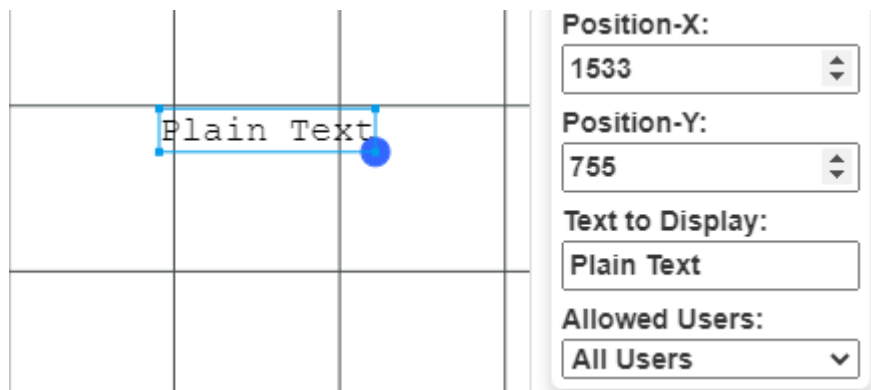 Plain Text
Position-X:
1533
Position-Y:
755
Text to Display:
Plain Text
Allowed Users:
All Users